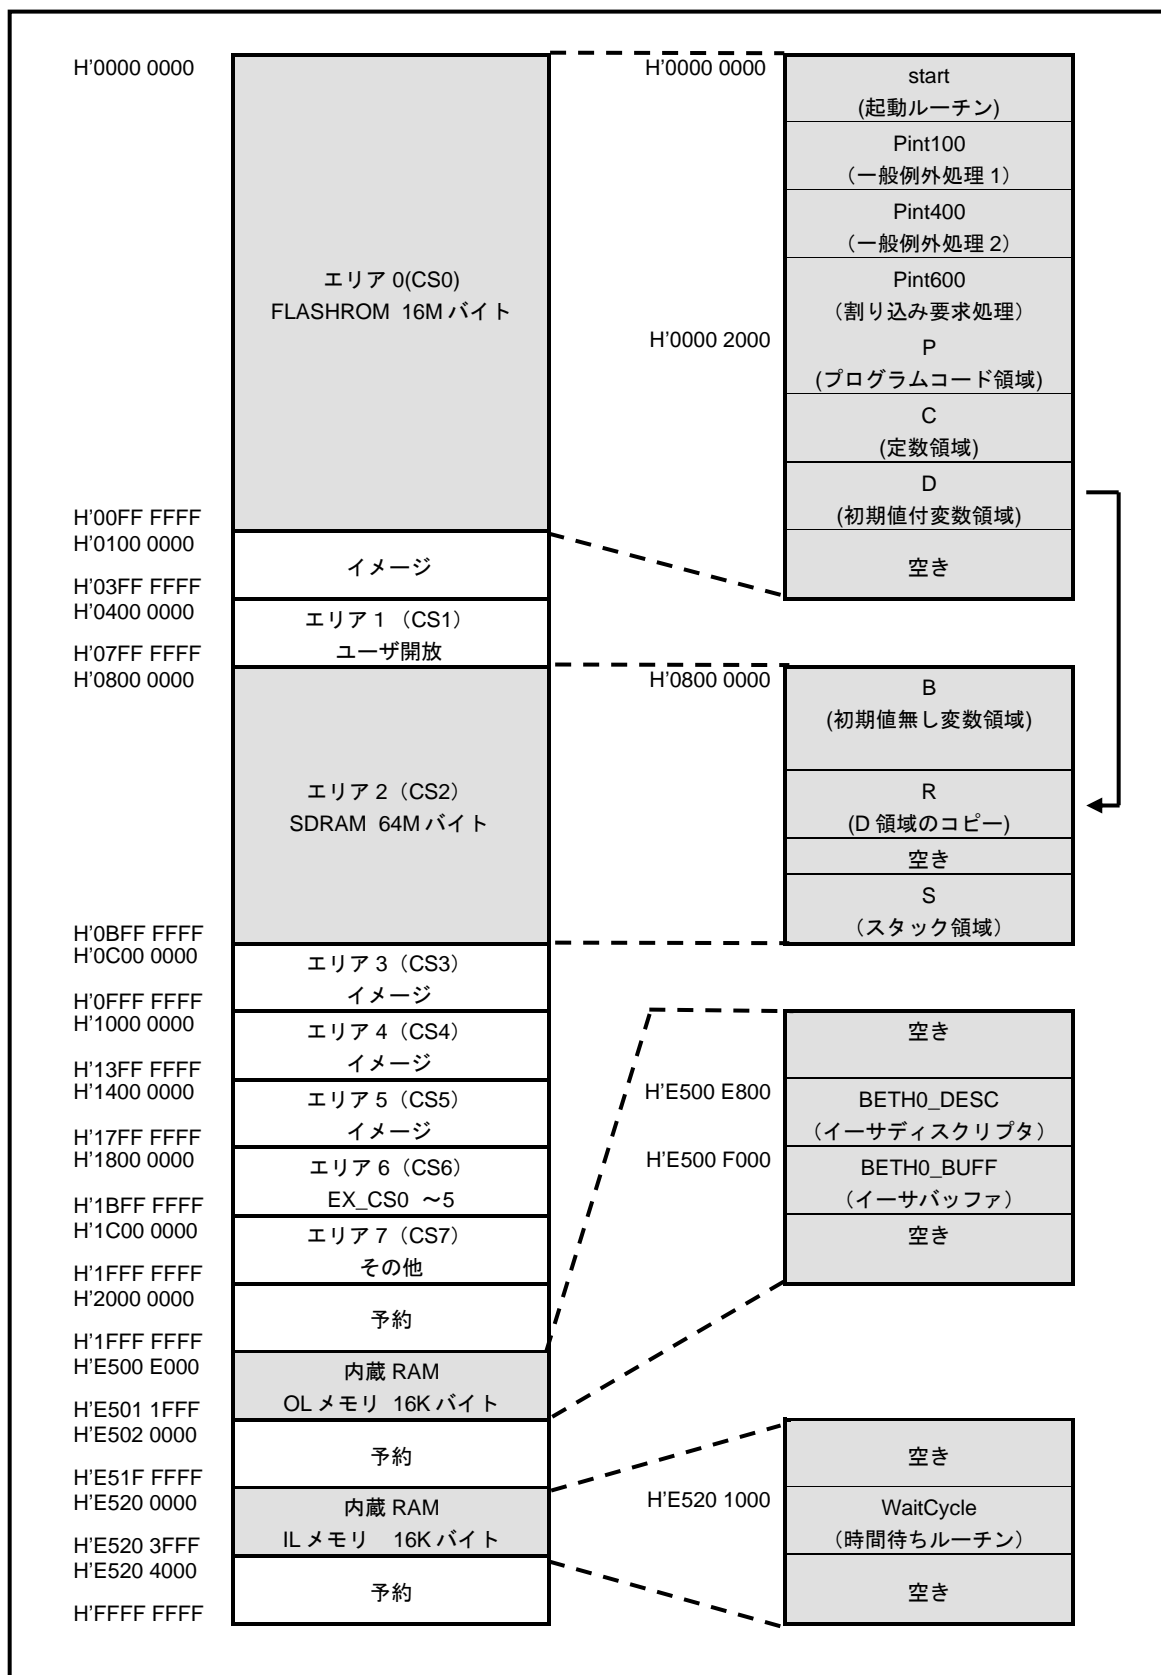 H'0000 0000
エリア 0(CS0)
FLASHROM 16M バイト
H'00FF FFFF
H'0100 0000
イメージ
H'03FF FFFF
H'0400 0000
エリア 1 （CS1）
ユーザ開放
H'07FF FFFF
H'0800 0000
エリア 2（CS2）
SDRAM 64M バイト
H'0BFF FFFF
H'0C00 0000
エリア 3（CS3）
イメージ
H'0FFF FFFF
H'1000 0000
エリア 4（CS4）
イメージ
H'13FF FFFF
H'1400 0000
エリア 5（CS5）
イメージ
H'17FF FFFF
H'1800 0000
エリア 6（CS6）
EX_CS0 ～5
H'1BFF FFFF
H'1C00 0000
エリア 7（CS7）
その他
H'1FFF FFFF
H'2000 0000
予約
H'1FFF FFFF
H'E500 E000
内蔵 RAM
OL メモリ 16K バイト
H'E501 1FFF
H'E502 0000
予約
H'E51F FFFF
H'E520 0000
内蔵 RAM
IL メモリ 16K バイト
H'E520 3FFF
H'E520 4000
予約
H'FFFF FFFF
H'0000 0000
start
(起動ルーチン)
Pint100
（一般例外処理 1）
Pint400
（一般例外処理 2）
Pint600
（割り込み要求処理）
H'0000 2000
P
(プログラムコード領域)
C
(定数領域)
D
(初期値付変数領域)
空き
H'0800 0000
B
(初期値無し変数領域)
R
(D 領域のコピー)
空き
S
（スタック領域）
空き
H'E500 E800
BETH0_DESC
（イーサディスクリプタ）
H'E500 F000
BETH0_BUFF
（イーサバッファ）
空き
空き
H'E520 1000
WaitCycle
（時間待ちルーチン）
空き